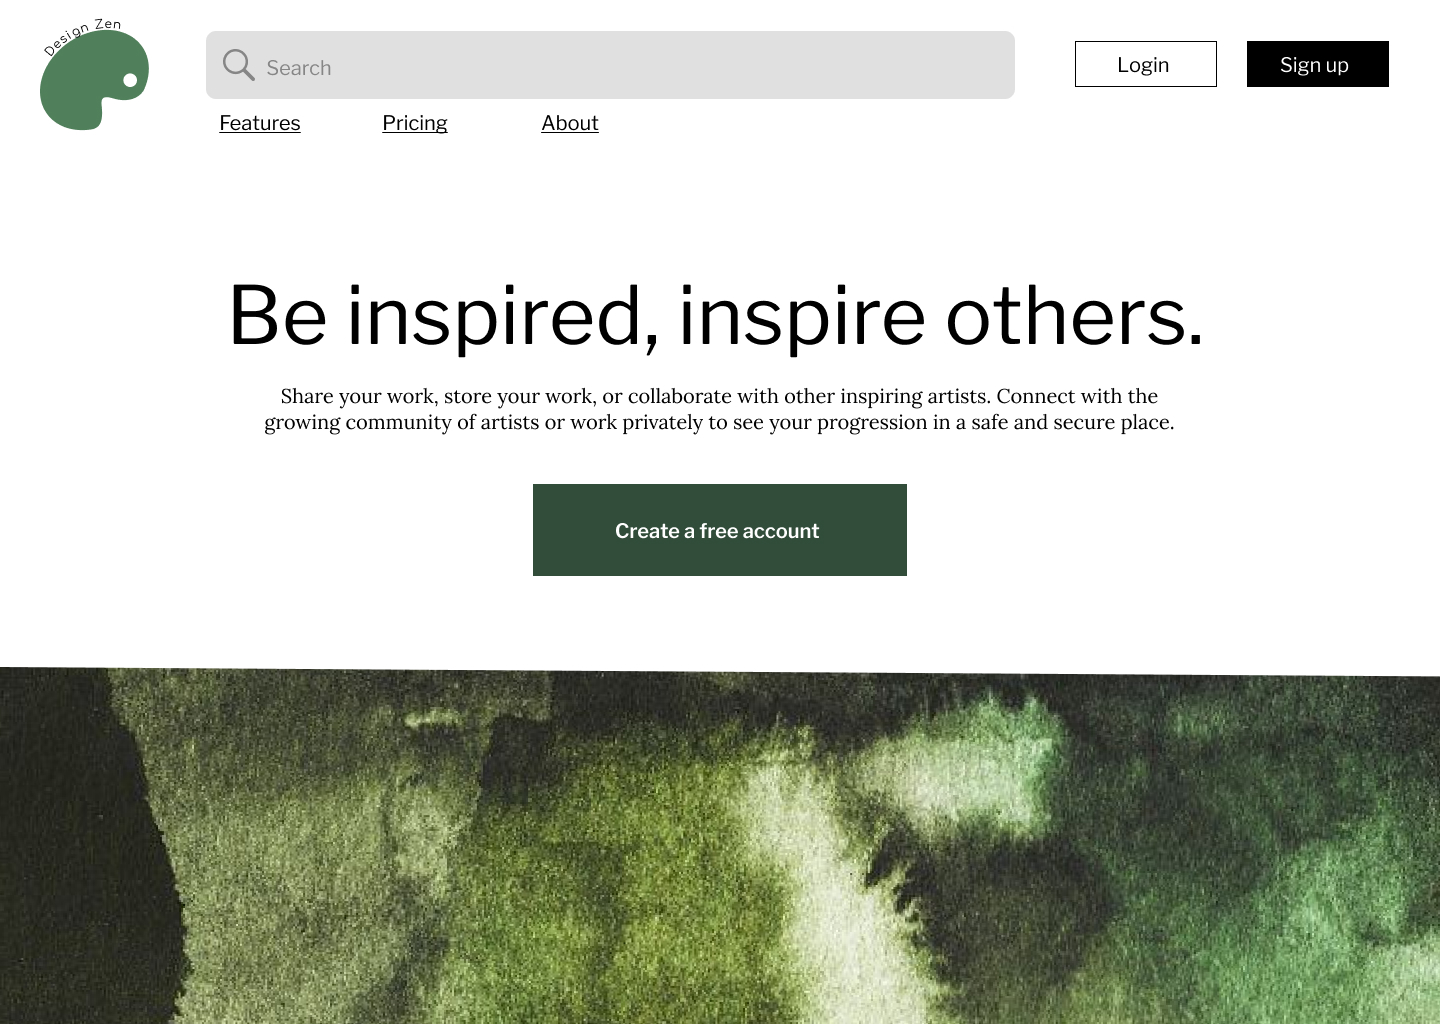 Design Zen
Search
Login
Sign up
Features
Pricing
About
Be inspired, inspire others.
Share your work, store your work, or collaborate with other inspiring artists. Connect with the
growing community of artists or work privately to see your progression in a safe and secure place.
Create a free account